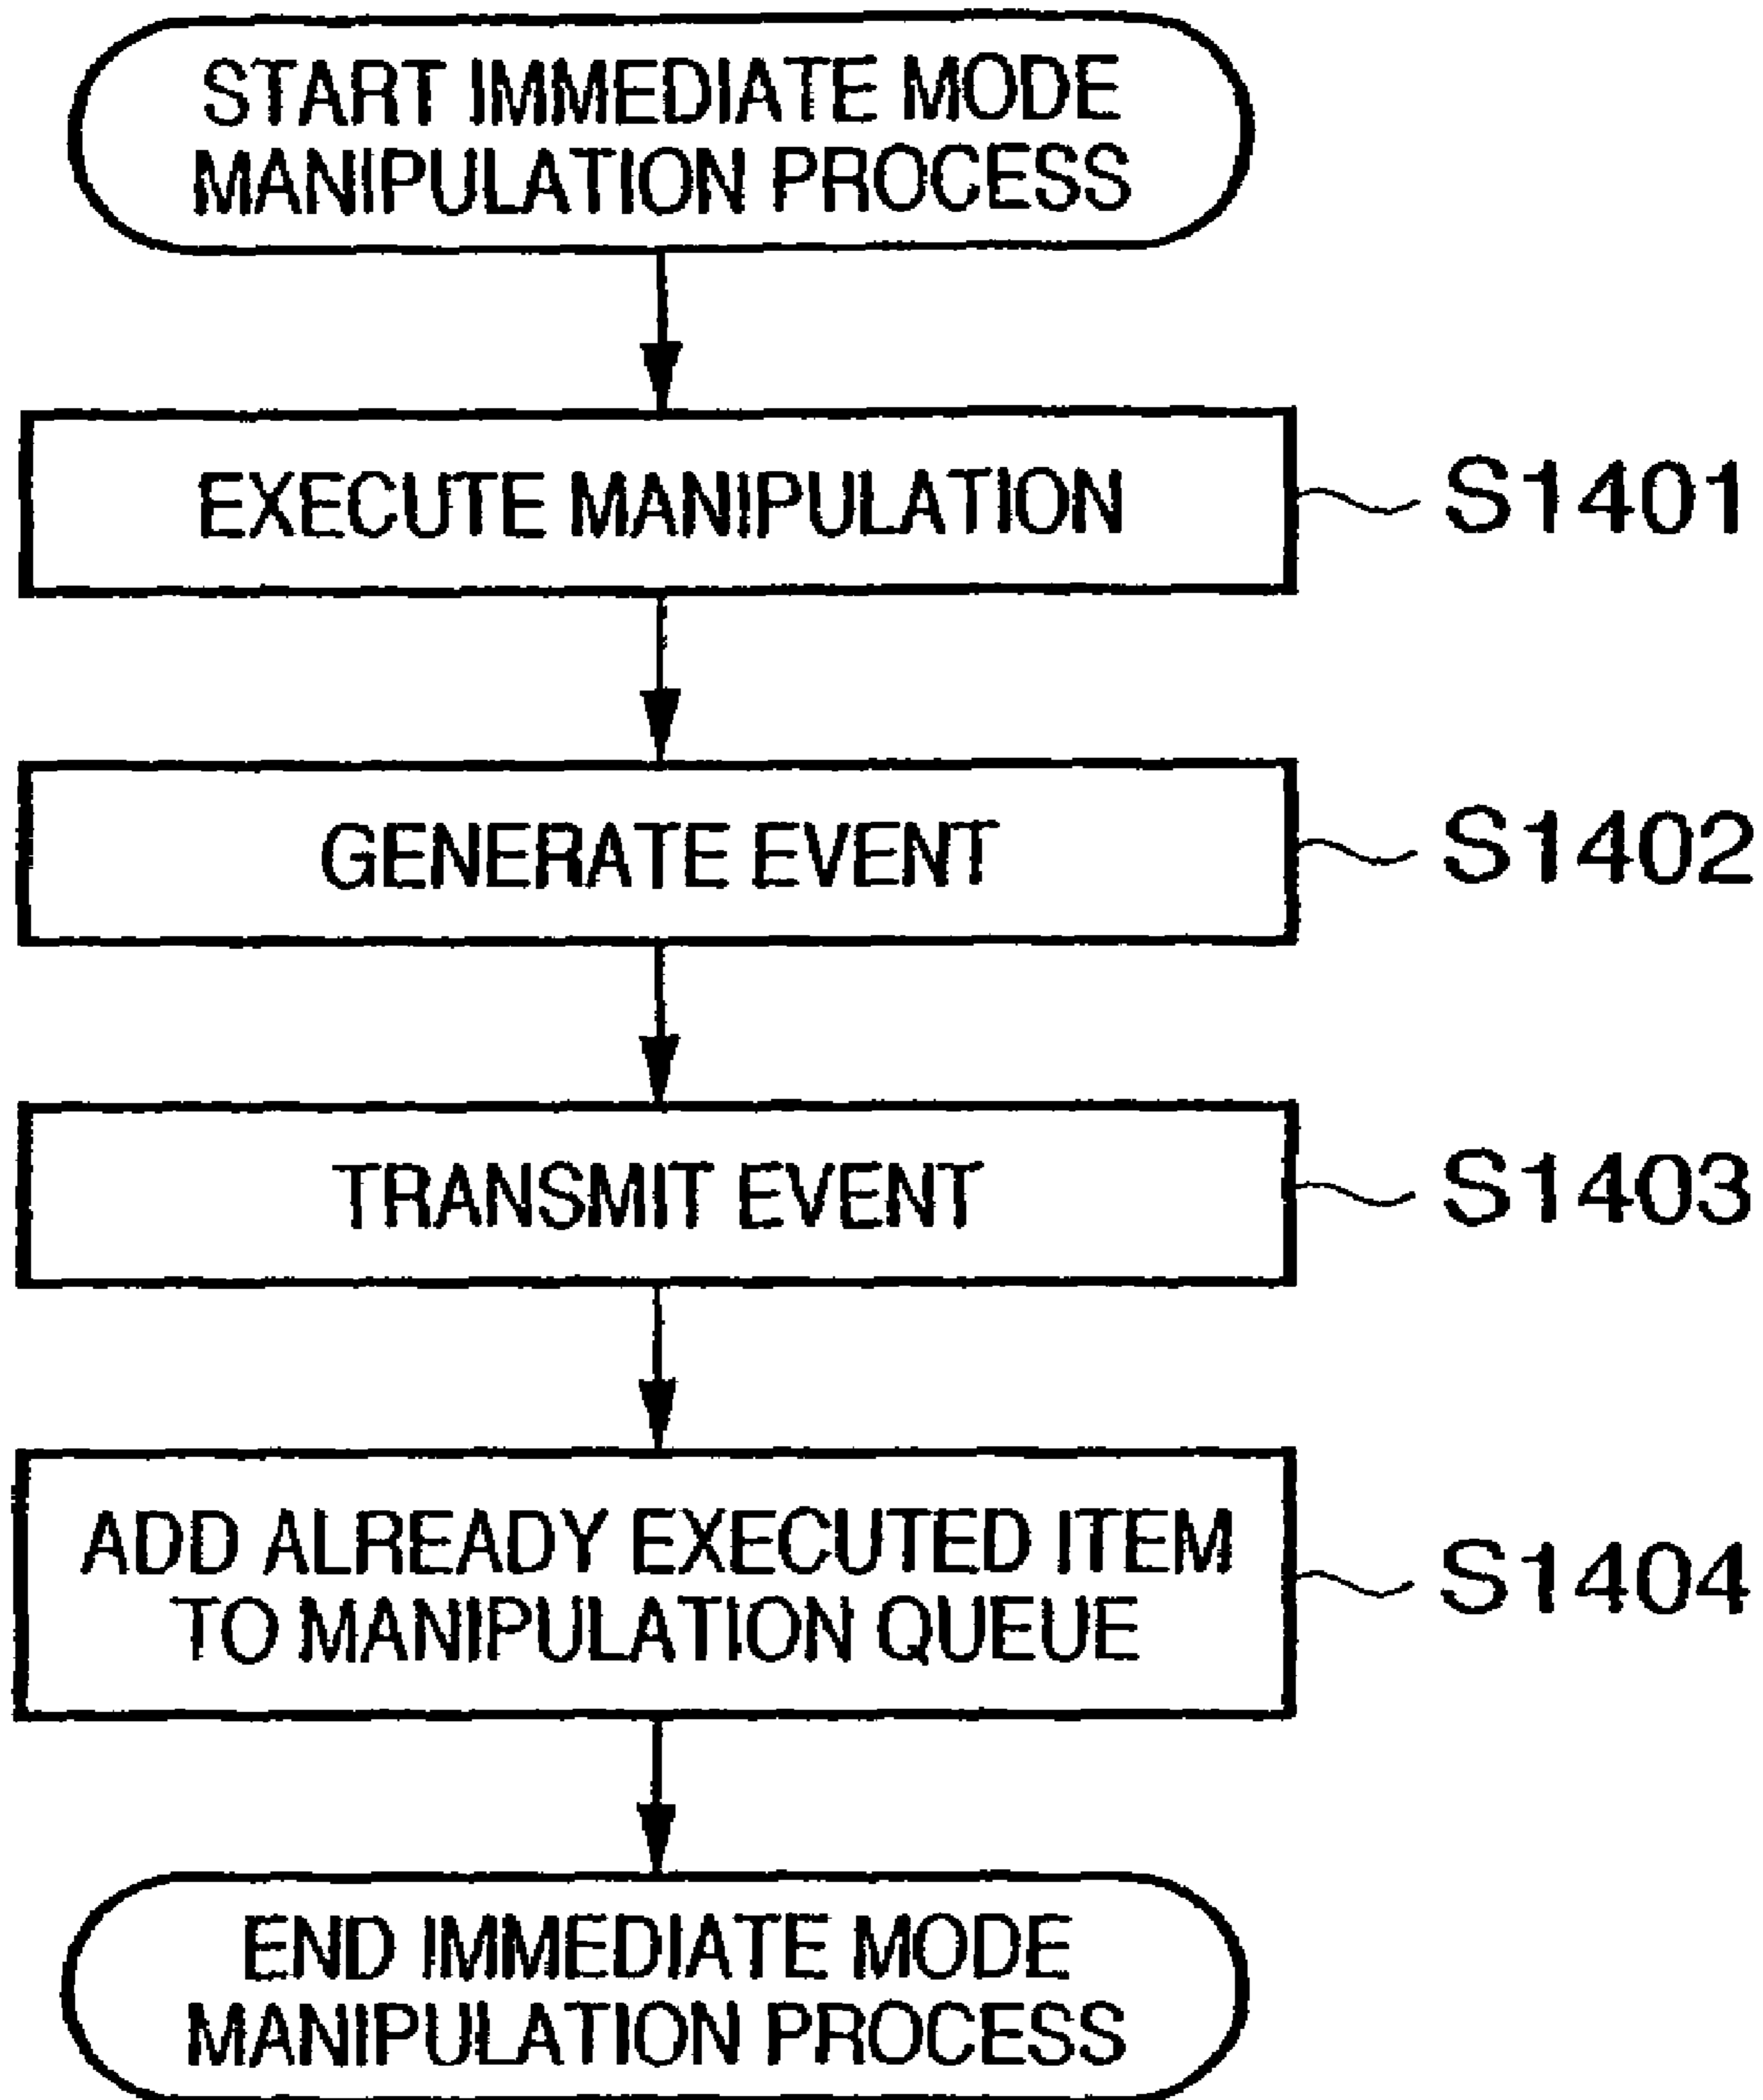 START IMMEDIATE MODE
MANIPULATION PROCESS
EXECUTE MANIPULATION
S1401
GENERATE EVENT
S1402
TRANSMIT EVENT
S1403
ADD ALREADY EXECUTED ITEM
TO MANIPULATION QUEUE
S1404
END IMMEDIATE MODE
MANIPULATION PROCESS